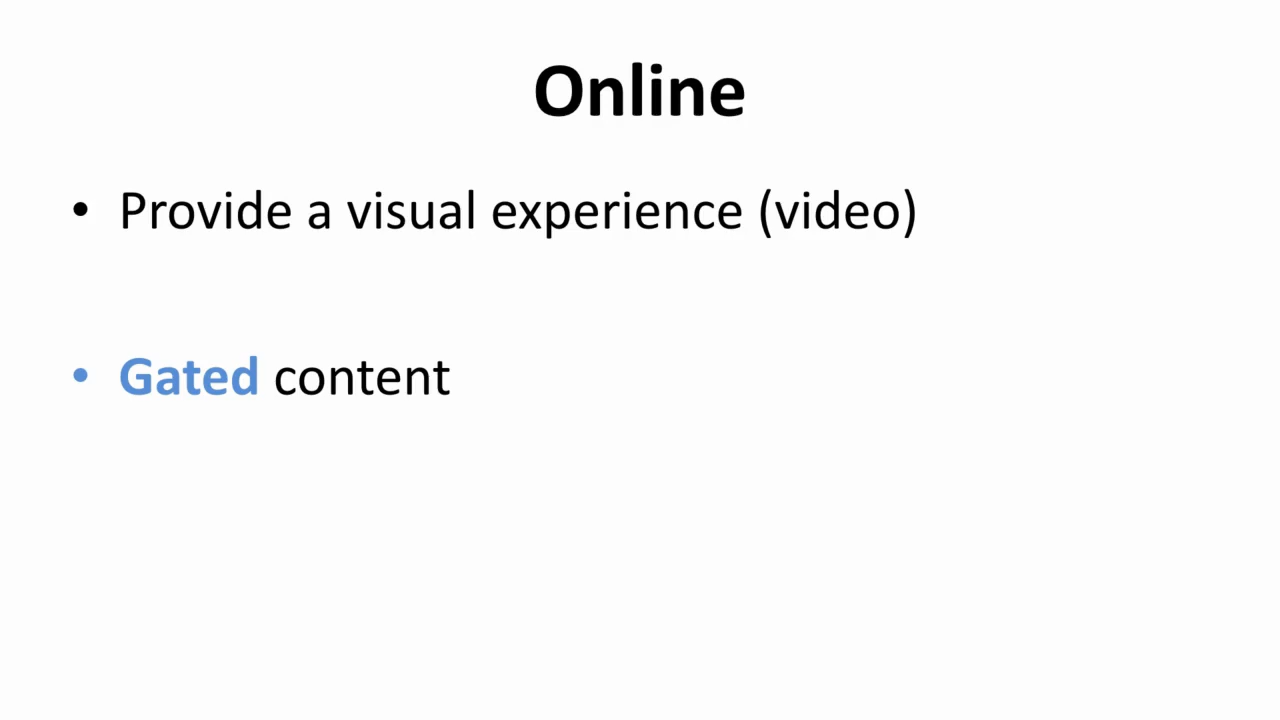 Online
• Provide a visual experience (video)
• Gated content